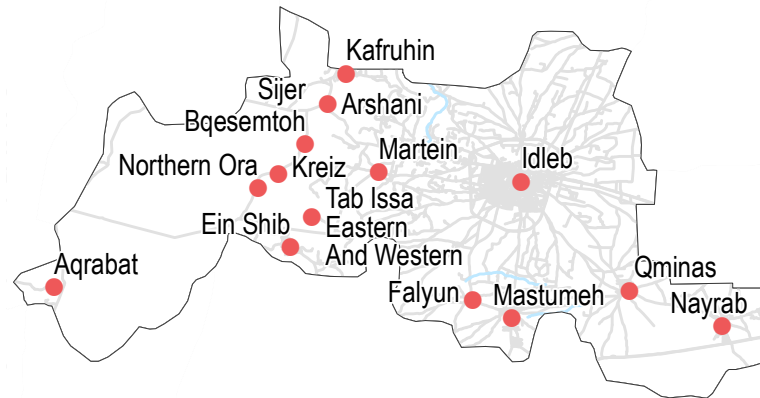 Kafruhin
Sijer
Arshani
Bqesemtoh
Martein
Idleb
Northern Ora
Kreiz
Tab Issa
Eastern
And Western
Ein Shib
Aqrabat
Qminas
Falyun
Mastumeh
Nayrab